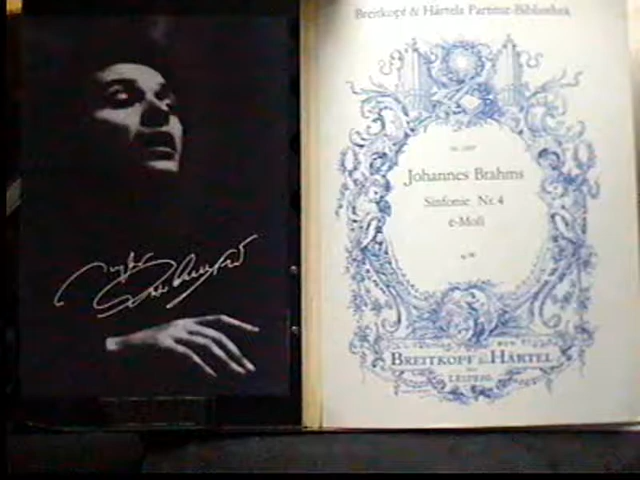 Breitkopf & Härtels Partitur-Bibliothek
Johannes Brahms
Sinfonie Nr. 4
e-Moll
BREITKOPF & HÄRTEL
LEIPZIG